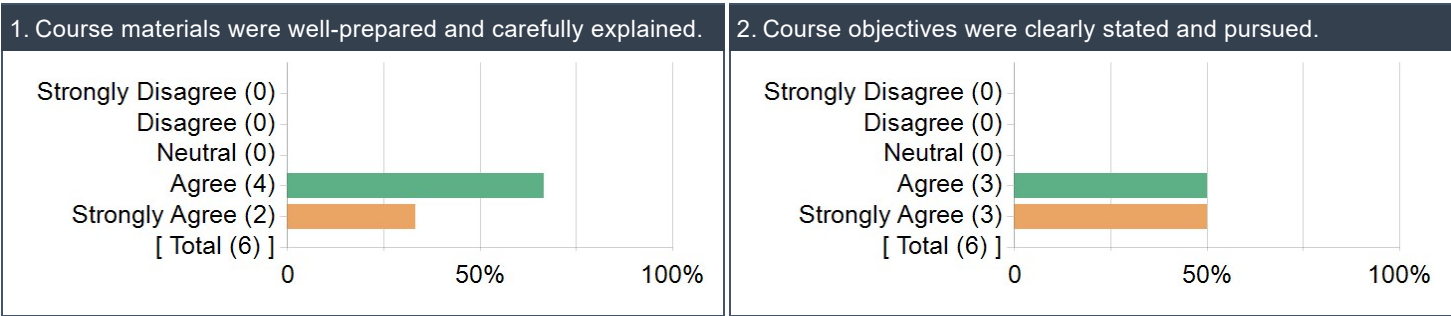 1. Course materials were well-prepared and carefully explained.
Strongly Disagree (0)
Disagree (0)
Neutral (0)
Agree (4)
Strongly Agree (2)
[ Total (6) ]
0 50% 100%
2. Course objectives were clearly stated and pursued.
Strongly Disagree (0)
Disagree (0)
Neutral (0)
Agree (3)
Strongly Agree (3)
[ Total (6) ]
0 50% 100%